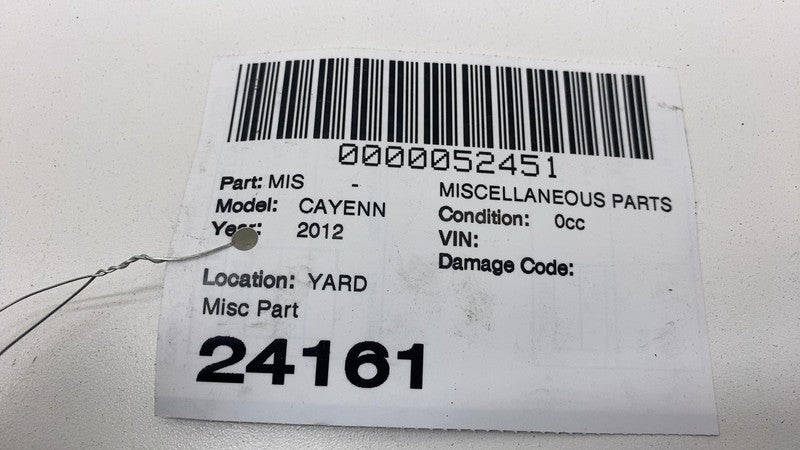 0000052451
Part: MIS - MISCELLANEOUS PARTS
Model: CAYENN Condition: 0cc
Year: 2012 VIN:
Damage Code:
Location: YARD
Misc Part
24161